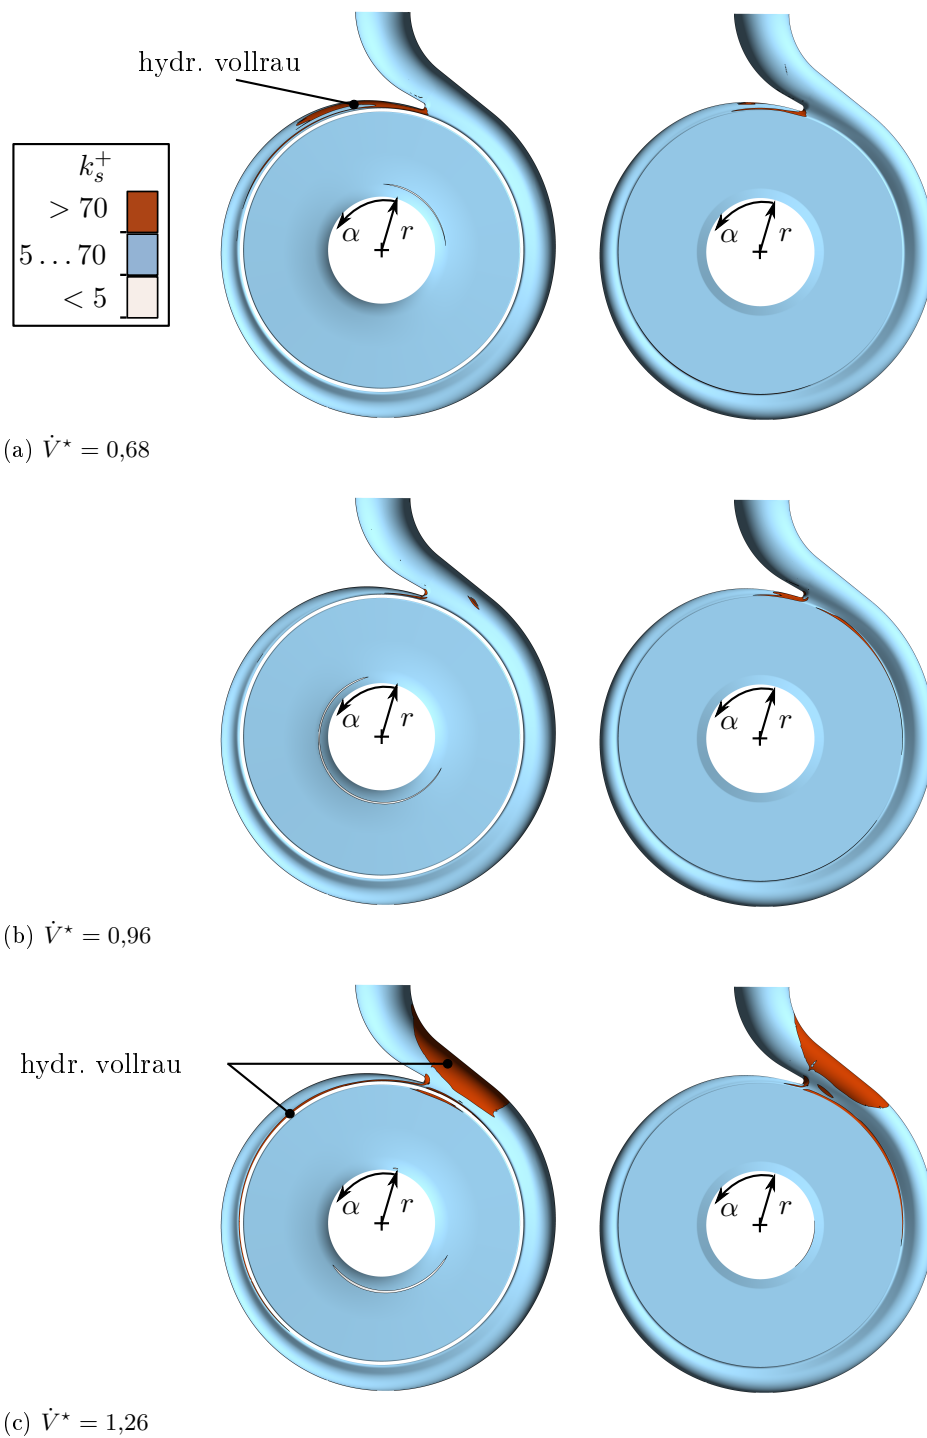 hydr. vollrau
k_s^+
> 70
5 … 70
< 5
α r
α r
(a) V̇⋆ = 0,68
α r
α r
(b) V̇⋆ = 0,96
hydr. vollrau
α r
α r
(c) V̇⋆ = 1,26